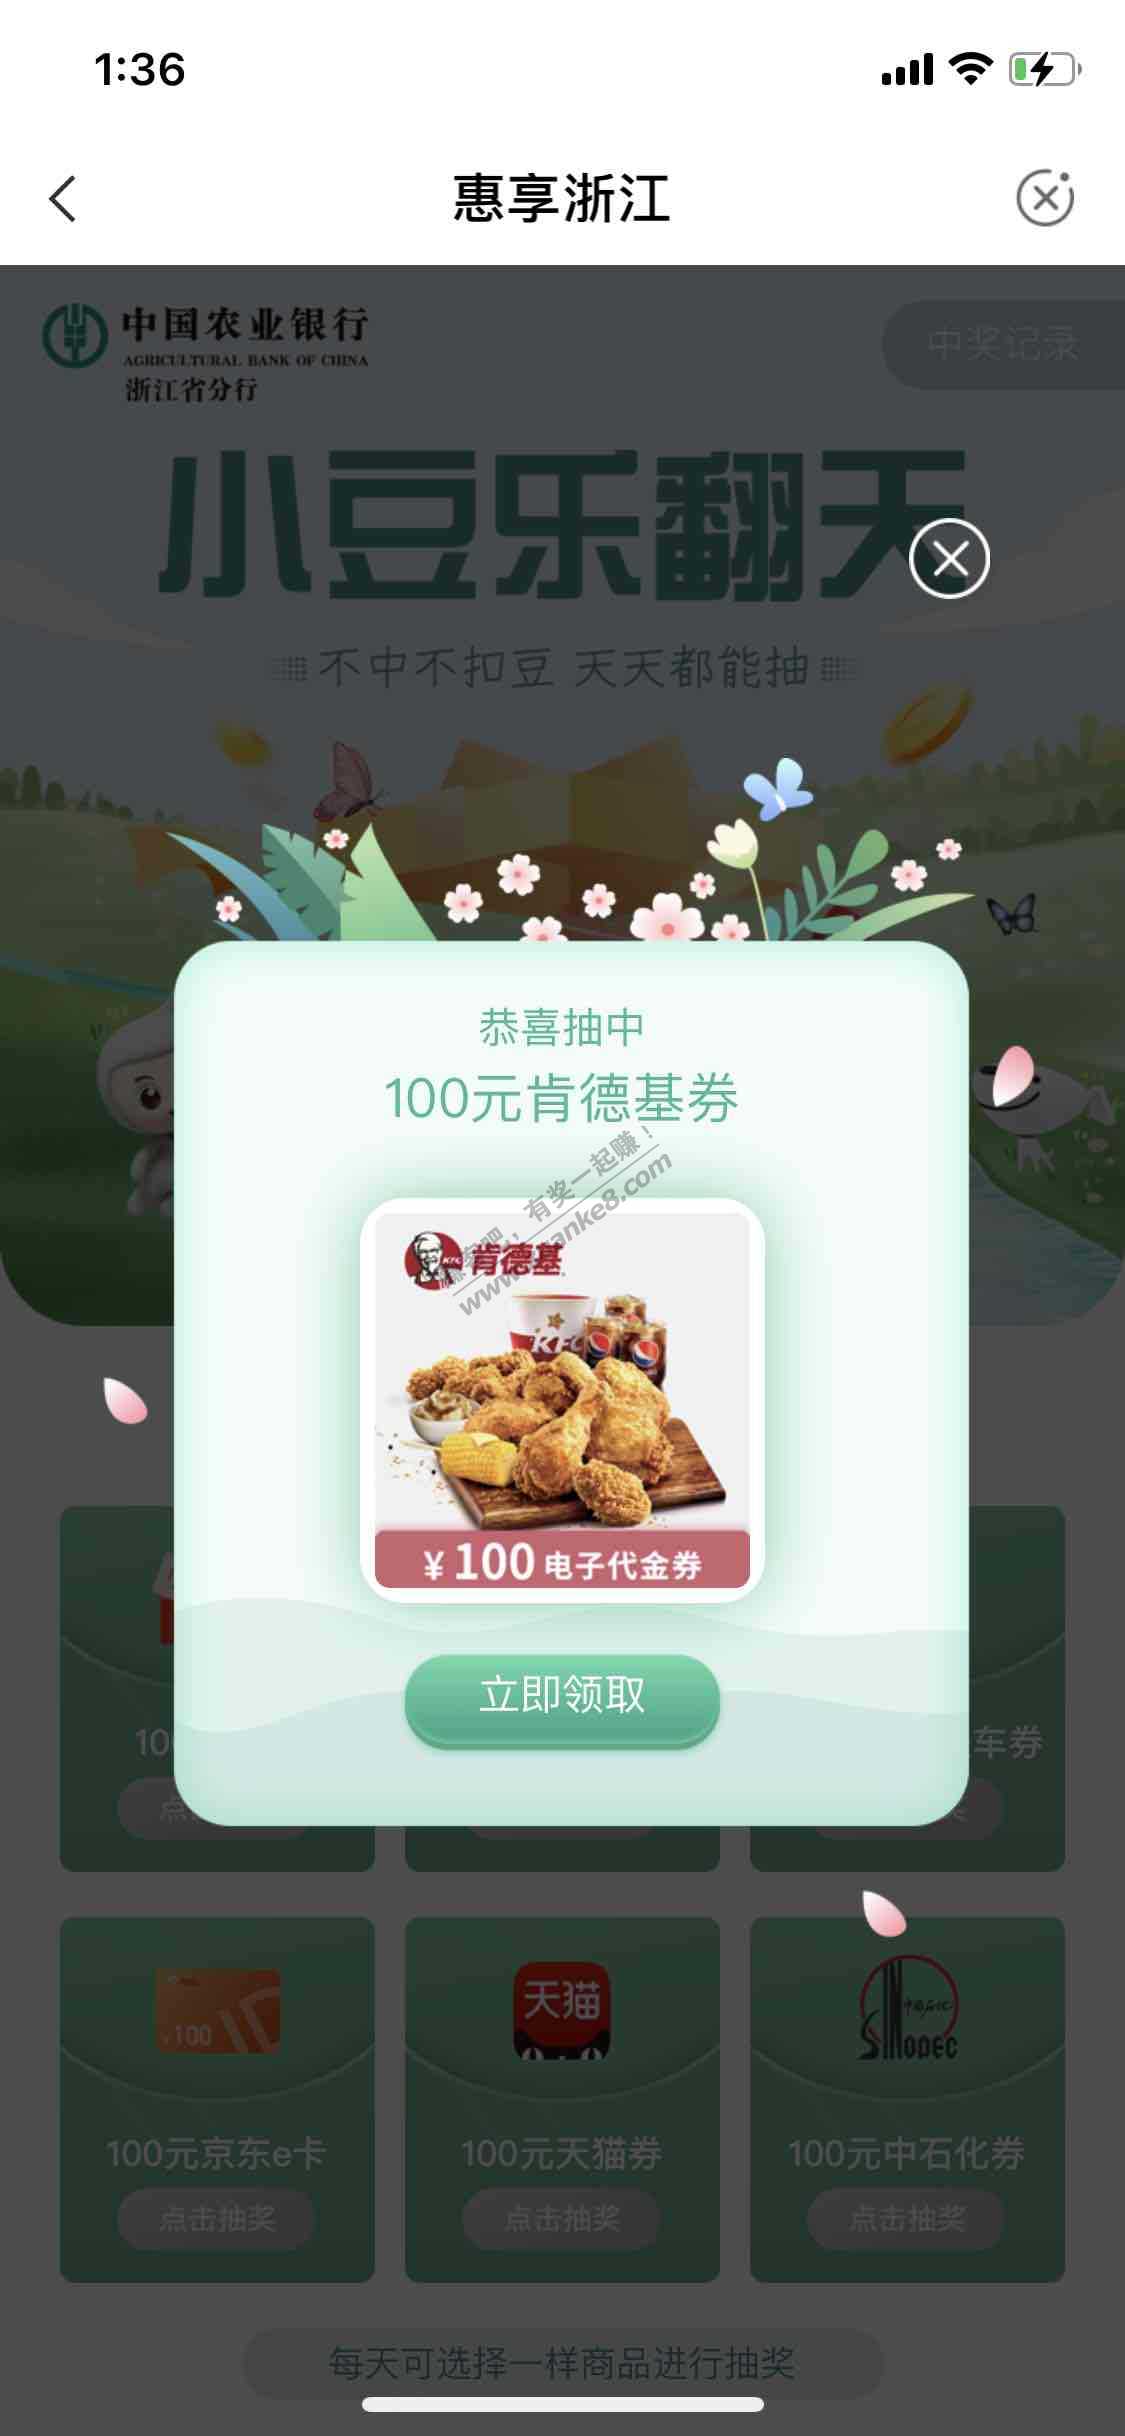 1:36
惠享浙江
中国农业银行
AGRICULTURAL BANK OF CHINA
浙江省分行
中奖记录
小豆乐翻天
不中不扣豆 天天都能抽
恭喜抽中
100元肯德基券
赚客吧，有奖一起赚！
www.zuanke8.com
KFC 肯德基
KFC
¥100电子代金券
立即领取
10
车券
点
¥100
天猫
中国石化
SINOPEC
100元京东e卡
100元天猫券
100元中石化券
点击抽奖
点击抽奖
点击抽奖
每天可选择一样商品进行抽奖